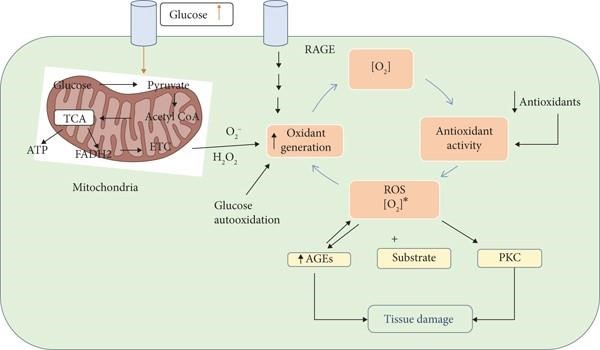 Glucose ↑
RAGE
[O₂]
Glucose
Pyruvate
Antioxidants
TCA
Acetyl CoA
O₂⁻
↑ Oxidant
generation
Antioxidant
activity
ATP
FADH2
ETC
H₂O₂
Mitochondria
ROS
[O₂]*
Glucose
autooxidation
+
↑ AGEs
Substrate
PKC
Tissue damage